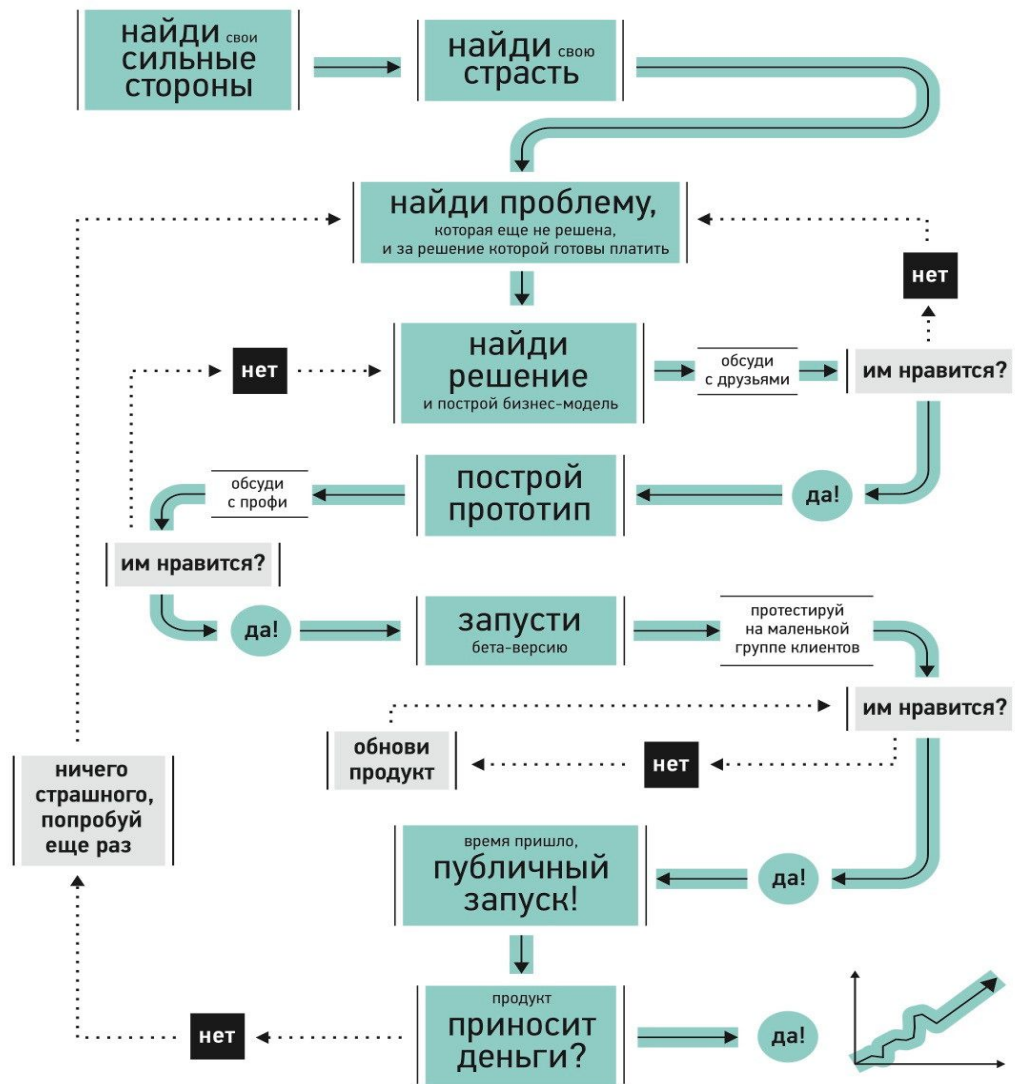 найди свои
сильные
стороны
найди свою
страсть
найди проблему,
которая еще не решена,
и за решение которой готовы платить
нет
найди
решение
и построй бизнес-модель
обсуди
с друзьями
им нравится?
нет
да!
построй
прототип
обсуди
с профи
им нравится?
да!
запусти
бета-версию
протестируй
на маленькой
группе клиентов
им нравится?
нет
обнови
продукт
ничего
страшного,
попробуй
еще раз
да!
время пришло,
публичный
запуск!
продукт
приносит
деньги?
нет
да!